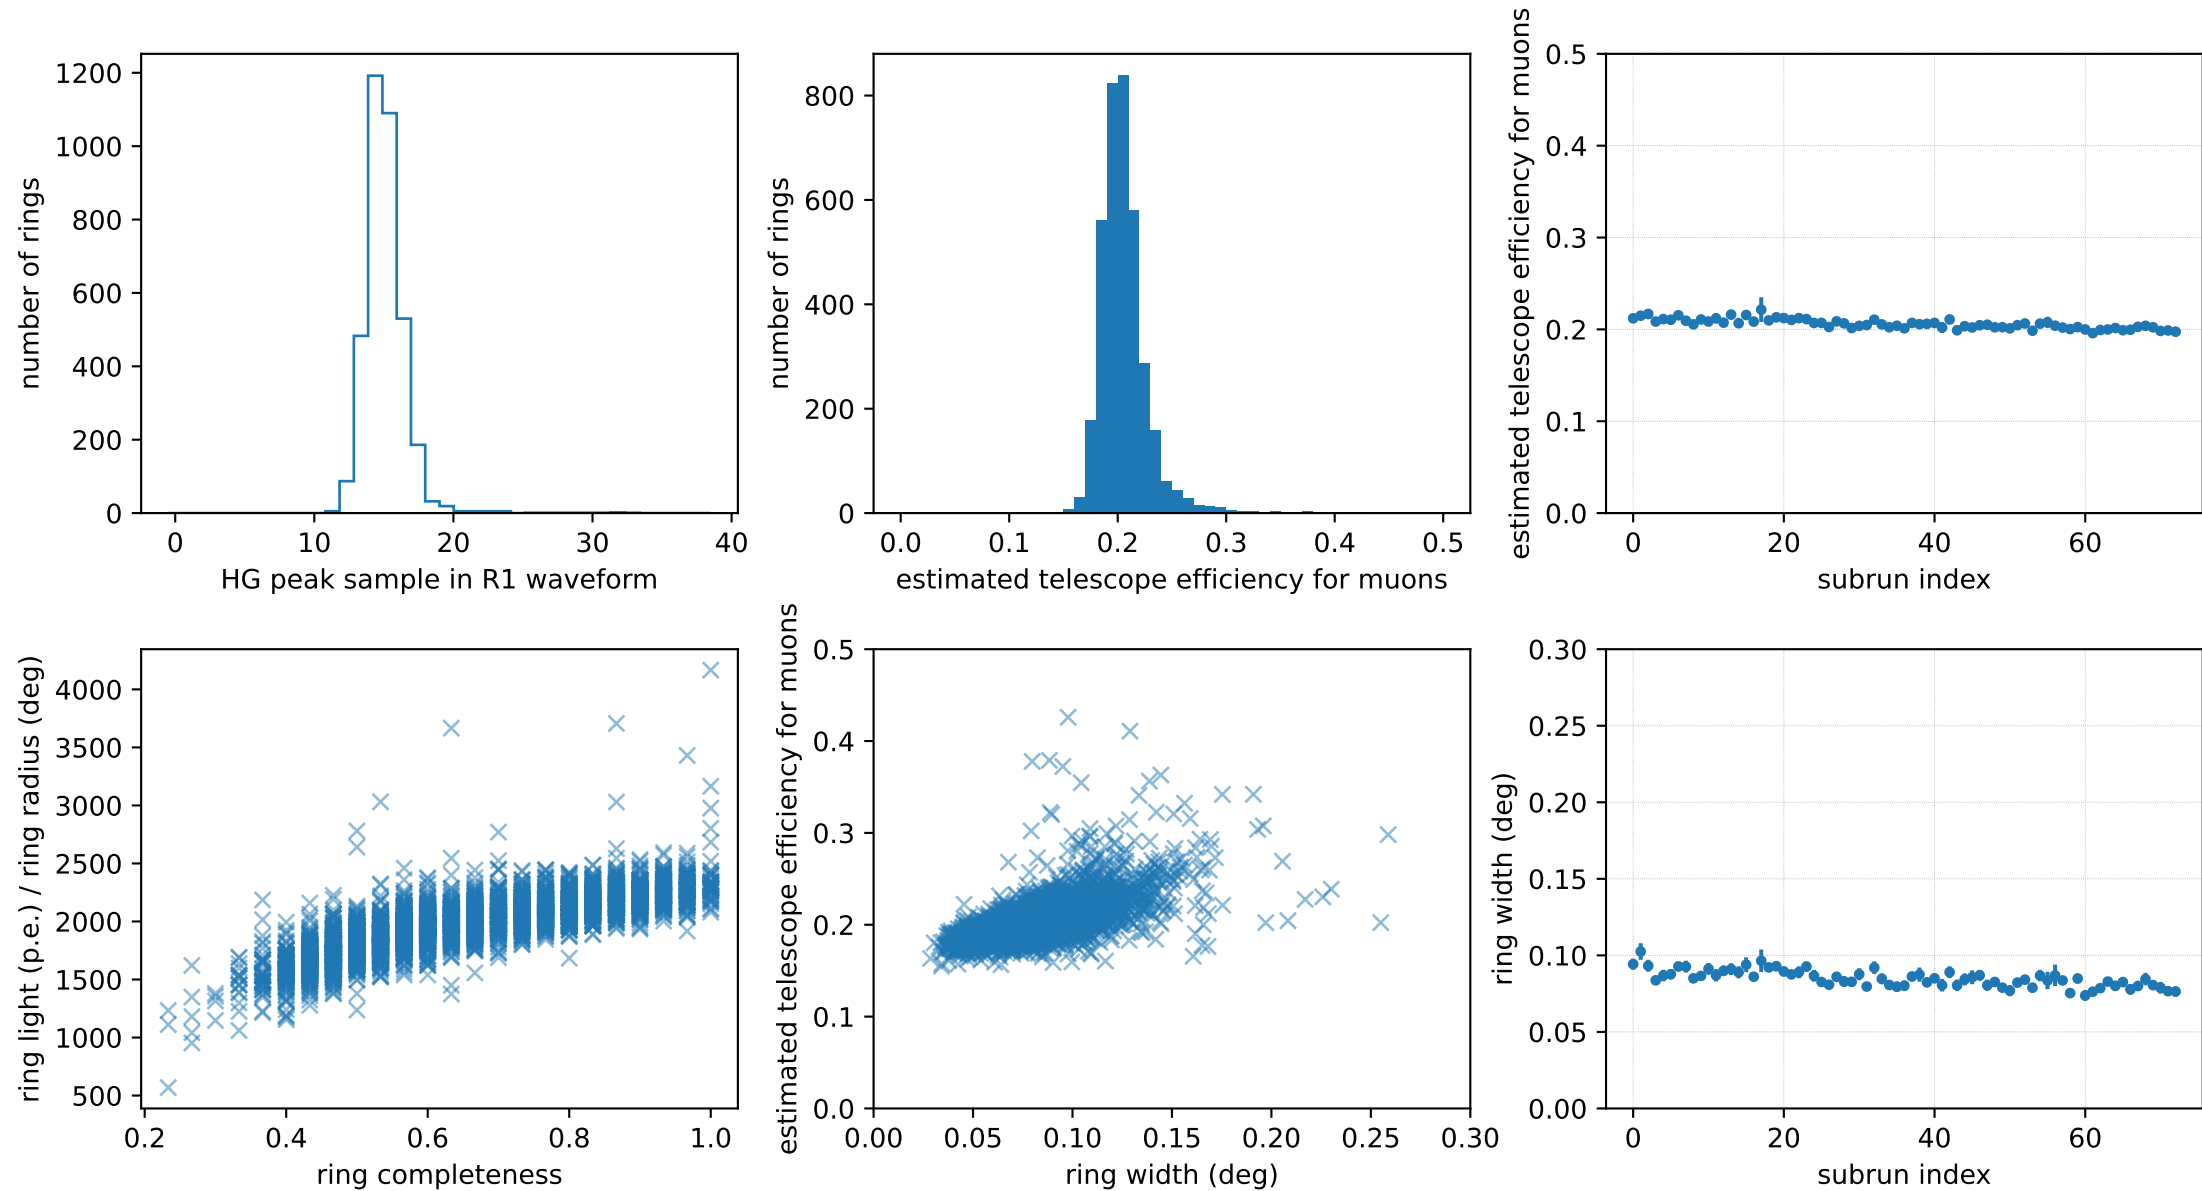 number of rings
1200
1000
800
600
400
200
0
0 10 20 30 40
HG peak sample in R1 waveform
number of rings
800
600
400
200
0
0.0 0.1 0.2 0.3 0.4 0.5
estimated telescope efficiency for muons
estimated telescope efficiency for muons
0.5
0.4
0.3
0.2
0.1
0.0
0 20 40 60
subrun index
ring light (p.e.) / ring radius (deg)
4000
3500
3000
2500
2000
1500
1000
500
0.2 0.4 0.6 0.8 1.0
ring completeness
estimated telescope efficiency for muons
0.5
0.4
0.3
0.2
0.1
0.0
0.00 0.05 0.10 0.15 0.20 0.25 0.30
ring width (deg)
ring width (deg)
0.30
0.25
0.20
0.15
0.10
0.05
0.00
0 20 40 60
subrun index